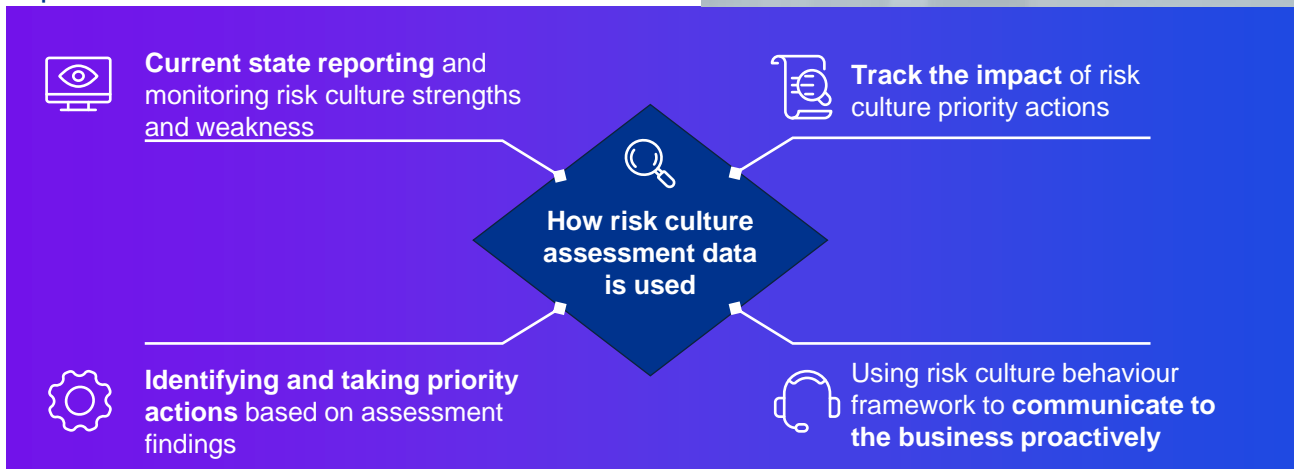 Current state reporting and
monitoring risk culture strengths
and weakness
Track the impact of risk
culture priority actions
How risk culture
assessment data
is used
Identifying and taking priority
actions based on assessment
findings
Using risk culture behaviour
framework to communicate to
the business proactively